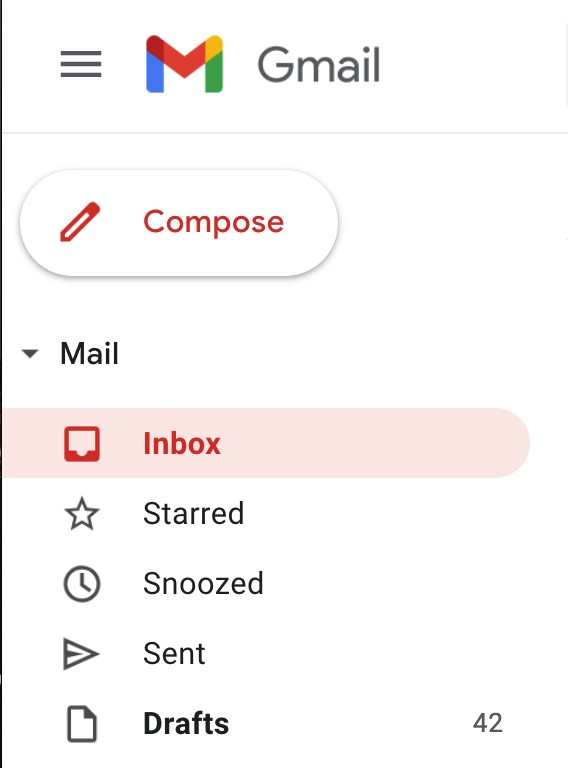 Gmail
Compose
Mail
Inbox
Starred
Snoozed
Sent
Drafts 42